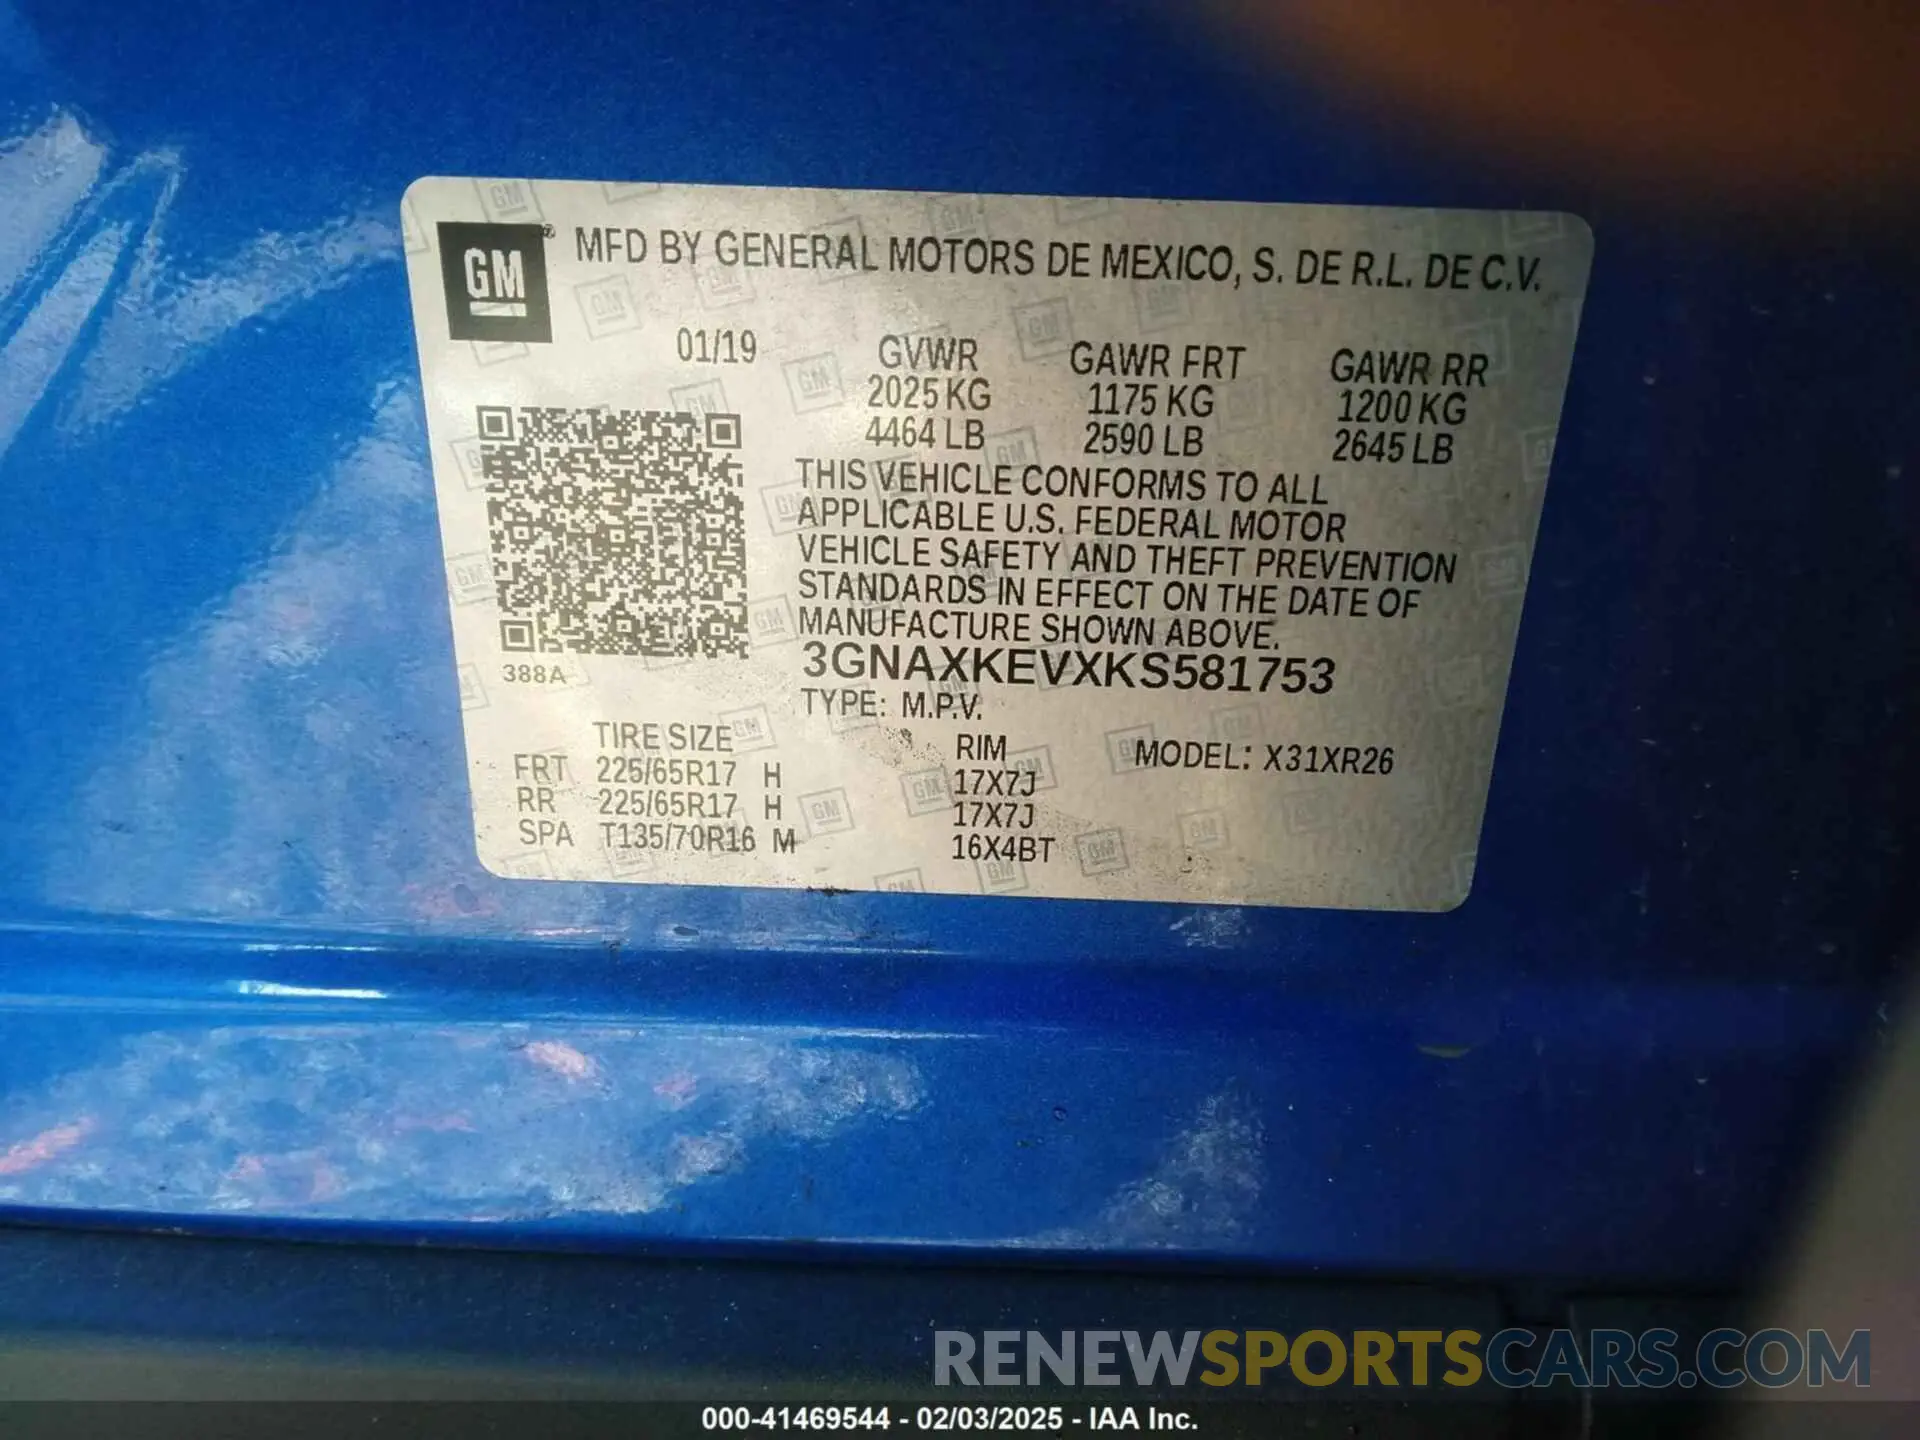 GM® MFD BY GENERAL MOTORS DE MEXICO, S. DE R.L. DE C.V.
01/19 GVWR GAWR FRT GAWR RR
2025 KG 1175 KG 1200 KG
4464 LB 2590 LB 2645 LB
THIS VEHICLE CONFORMS TO ALL
APPLICABLE U.S. FEDERAL MOTOR
VEHICLE SAFETY AND THEFT PREVENTION
STANDARDS IN EFFECT ON THE DATE OF
MANUFACTURE SHOWN ABOVE.
388A 3GNAXKEVXKS581753
TYPE: M.P.V.
TIRE SIZE RIM MODEL: X31XR26
FRT 225/65R17 H 17X7J
RR 225/65R17 H 17X7J
SPA T135/70R16 M 16X4BT
RENEWSPORTSCARS.COM
000-41469544 - 02/03/2025 - IAA Inc.